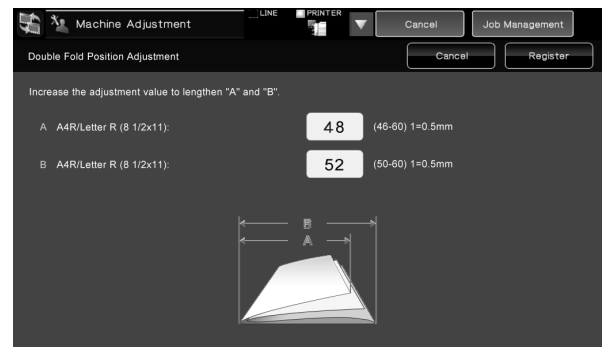 Machine Adjustment
LINE
PRINTER
Cancel
Job Management
Double Fold Position Adjustment
Cancel
Register
Increase the adjustment value to lengthen "A" and "B".
A A4R/Letter R (8 1/2x11): 48 (46-60) 1=0.5mm
B A4R/Letter R (8 1/2x11): 52 (50-60) 1=0.5mm
B
A